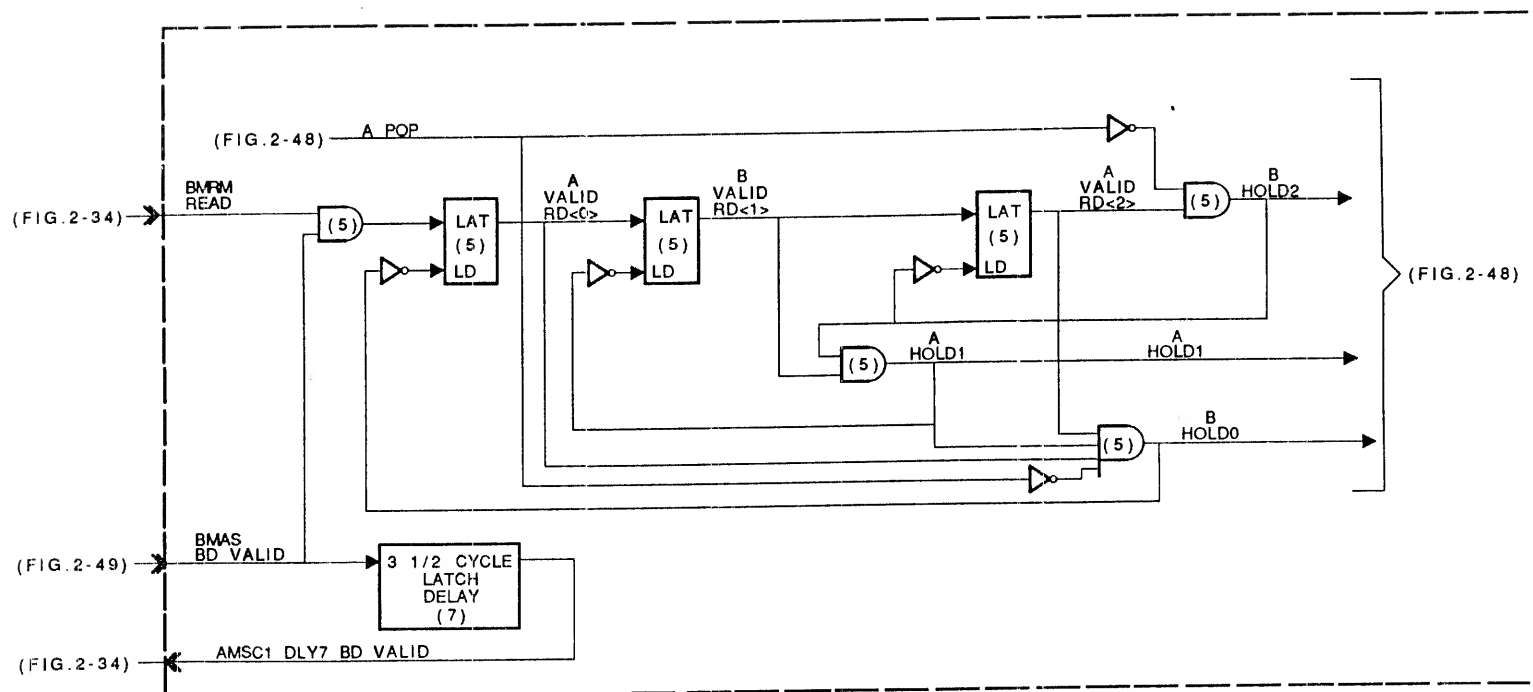 (FIG.2-48)
A POP
(FIG.2-34)
BMRM
READ
(5)
LAT
(5)
LD
A
VALID
RD<0>
LAT
(5)
LD
B
VALID
RD<1>
LAT
(5)
LD
A
VALID
RD<2>
(5)
B
HOLD2
(FIG.2-48)
(5)
A
HOLD1
A
HOLD1
(5)
B
HOLD0
(FIG.2-49)
BMAS
BD VALID
3 1/2 CYCLE
LATCH
DELAY
(7)
(FIG.2-34)
AMSC1 DLY7 BD VALID